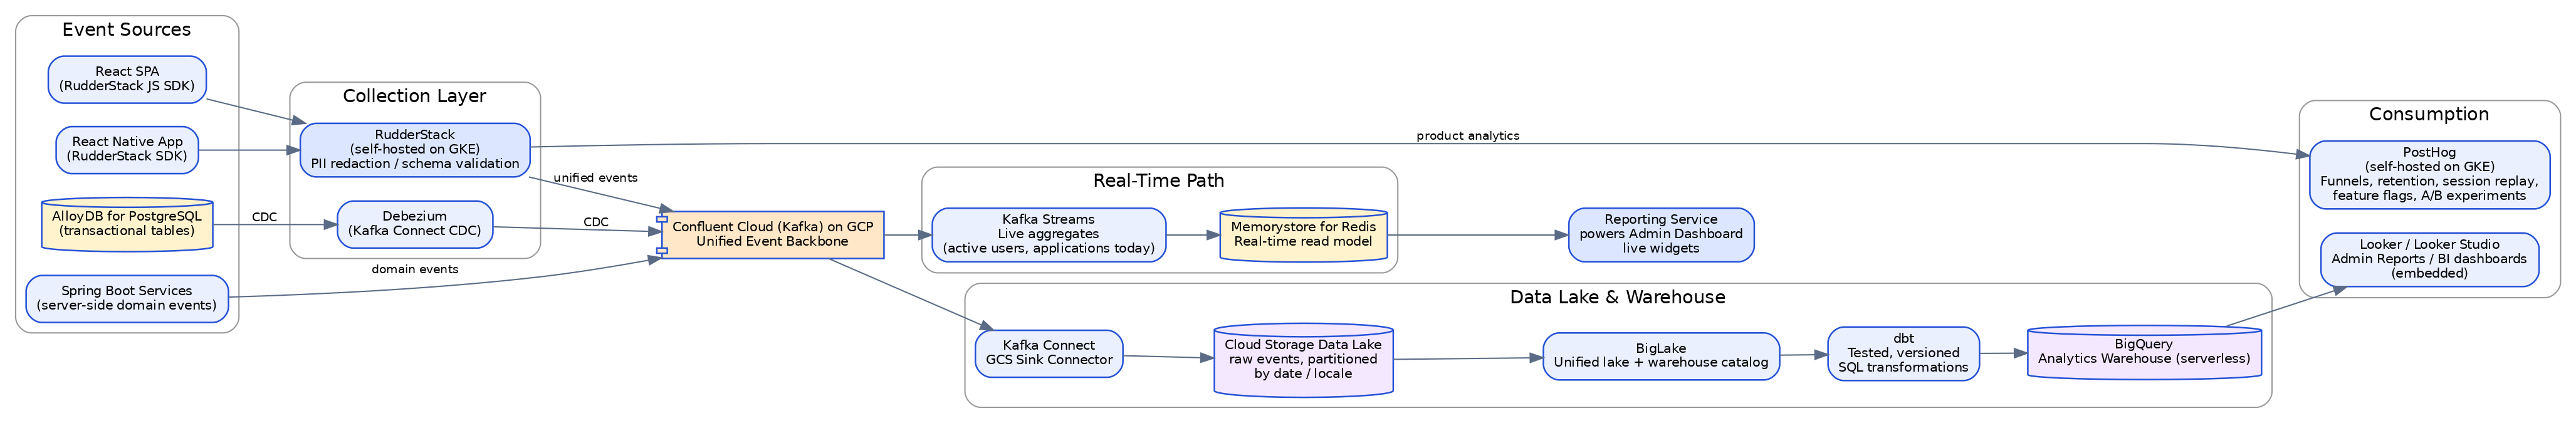 Event Sources
React SPA
(RudderStack JS SDK)
React Native App
(RudderStack SDK)
AlloyDB for PostgreSQL
(transactional tables)
Spring Boot Services
(server-side domain events)
CDC
domain events
Collection Layer
RudderStack
(self-hosted on GKE)
PII redaction / schema validation
Debezium
(Kafka Connect CDC)
unified events
CDC
product analytics
Confluent Cloud (Kafka) on GCP
Unified Event Backbone
Real-Time Path
Kafka Streams
Live aggregates
(active users, applications today)
Memorystore for Redis
Real-time read model
Reporting Service
powers Admin Dashboard
live widgets
Data Lake & Warehouse
Kafka Connect
GCS Sink Connector
Cloud Storage Data Lake
raw events, partitioned
by date / locale
BigLake
Unified lake + warehouse catalog
dbt
Tested, versioned
SQL transformations
BigQuery
Analytics Warehouse (serverless)
Consumption
PostHog
(self-hosted on GKE)
Funnels, retention, session replay,
feature flags, A/B experiments
Looker / Looker Studio
Admin Reports / BI dashboards
(embedded)